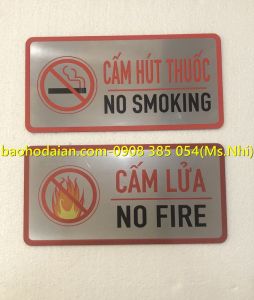 CẤM HÚT THUỐC
NO SMOKING
baohodaian.com-0908 385 054(Ms.Nhi)
CẤM LỬA
NO FIRE